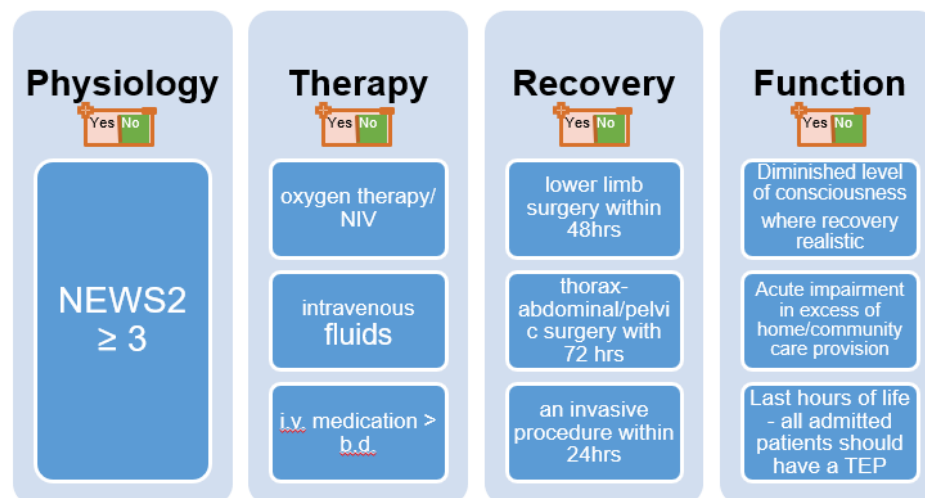 Physiology
Yes No
NEWS2
≥ 3
Therapy
Yes No
oxygen therapy/
NIV
intravenous
fluids
i.v. medication >
b.d.
Recovery
Yes No
lower limb
surgery within
48hrs
thorax-
abdominal/pelvi
c surgery with
72 hrs
an invasive
procedure within
24hrs
Function
Yes No
Diminished level
of consciousness
where recovery
realistic
Acute impairment
in excess of
home/community
care provision
Last hours of life
- all admitted
patients should
have a TEP